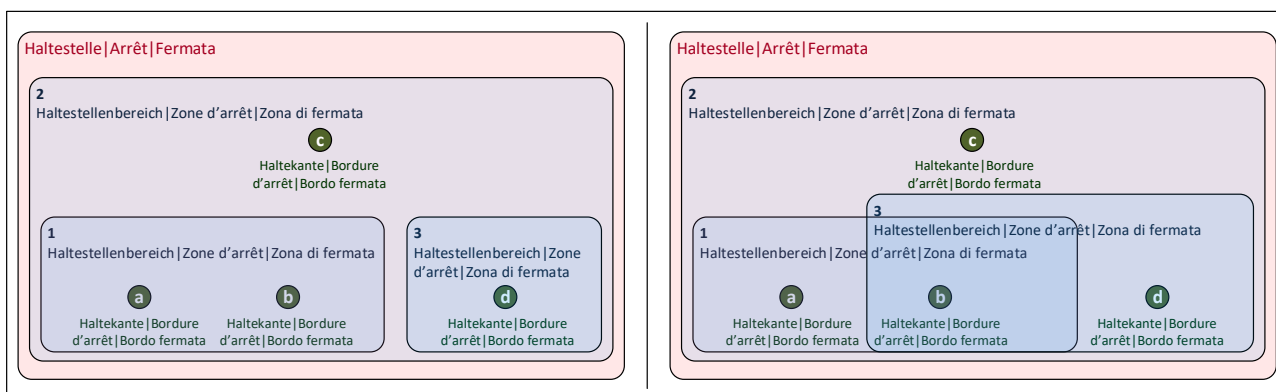 Haltestelle|Arrêt|Fermata
2
Haltestellenbereich|Zone d’arrêt|Zona di fermata
c
Haltekante|Bordure
d’arrêt|Bordo fermata
1
Haltestellenbereich|Zone d’arrêt|Zona di fermata
a
Haltekante|Bordure
d’arrêt|Bordo fermata
b
Haltekante|Bordure
d’arrêt|Bordo fermata
3
Haltestellenbereich|Zone
d’arrêt|Zona di fermata
d
Haltekante|Bordure
d’arrêt|Bordo fermata
Haltestelle|Arrêt|Fermata
2
Haltestellenbereich|Zone d’arrêt|Zona di fermata
c
Haltekante|Bordure
d’arrêt|Bordo fermata
3
Haltestellenbereich|Zone d’arrêt|Zona di fermata
1
Haltestellenbereich|Zone d’arrêt|Zona di fermata
a
Haltekante|Bordure
d’arrêt|Bordo fermata
b
Haltekante|Bordure
d’arrêt|Bordo fermata
d
Haltekante|Bordure
d’arrêt|Bordo fermata